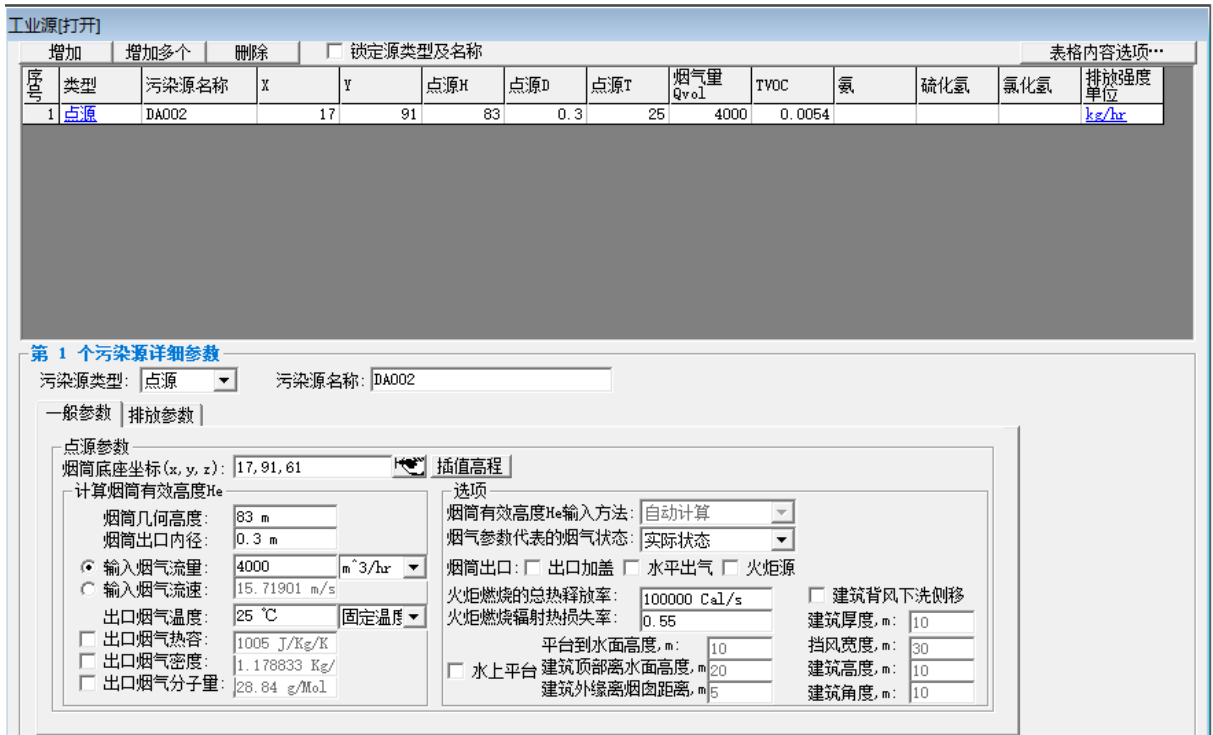 工业源[打开]
增加 增加多个 删除 锁定源类型及名称 表格内容选项…
序号 类型 污染源名称 X Y 点源H 点源D 点源T 烟气量Qvol TVOC 氨 硫化氢 氯化氢 排放强度单位
1 点源 DA002 17 91 83 0.3 25 4000 0.0054 kg/hr
第 1 个污染源详细参数
污染源类型: 点源 污染源名称: DA002
一般参数 排放参数
点源参数
烟筒底座坐标(x,y,z): 17,91,61 插值高程
计算烟筒有效高度He
烟筒几何高度: 83 m
烟筒出口内径: 0.3 m
输入烟气流量: 4000 m^3/hr
输入烟气流速: 15.71901 m/s
出口烟气温度: 25 ℃ 固定温度
出口烟气热容: 1005 J/Kg/K
出口烟气密度: 1.178833 Kg/
出口烟气分子量: 28.84 g/Mol
选项
烟筒有效高度He输入方法: 自动计算
烟气参数代表的烟气状态: 实际状态
烟筒出口: 出口加盖 水平出气 火炬源
火炬燃烧的总热释放率: 100000 Cal/s
火炬燃烧辐射热损失率: 0.55
水上平台
平台到水面高度,m: 10
建筑顶部离水面高度,m 20
建筑外缘离烟囱距离,m 5
建筑背风下洗侧移
建筑厚度,m: 10
挡风宽度,m: 30
建筑高度,m: 10
建筑角度,m: 10